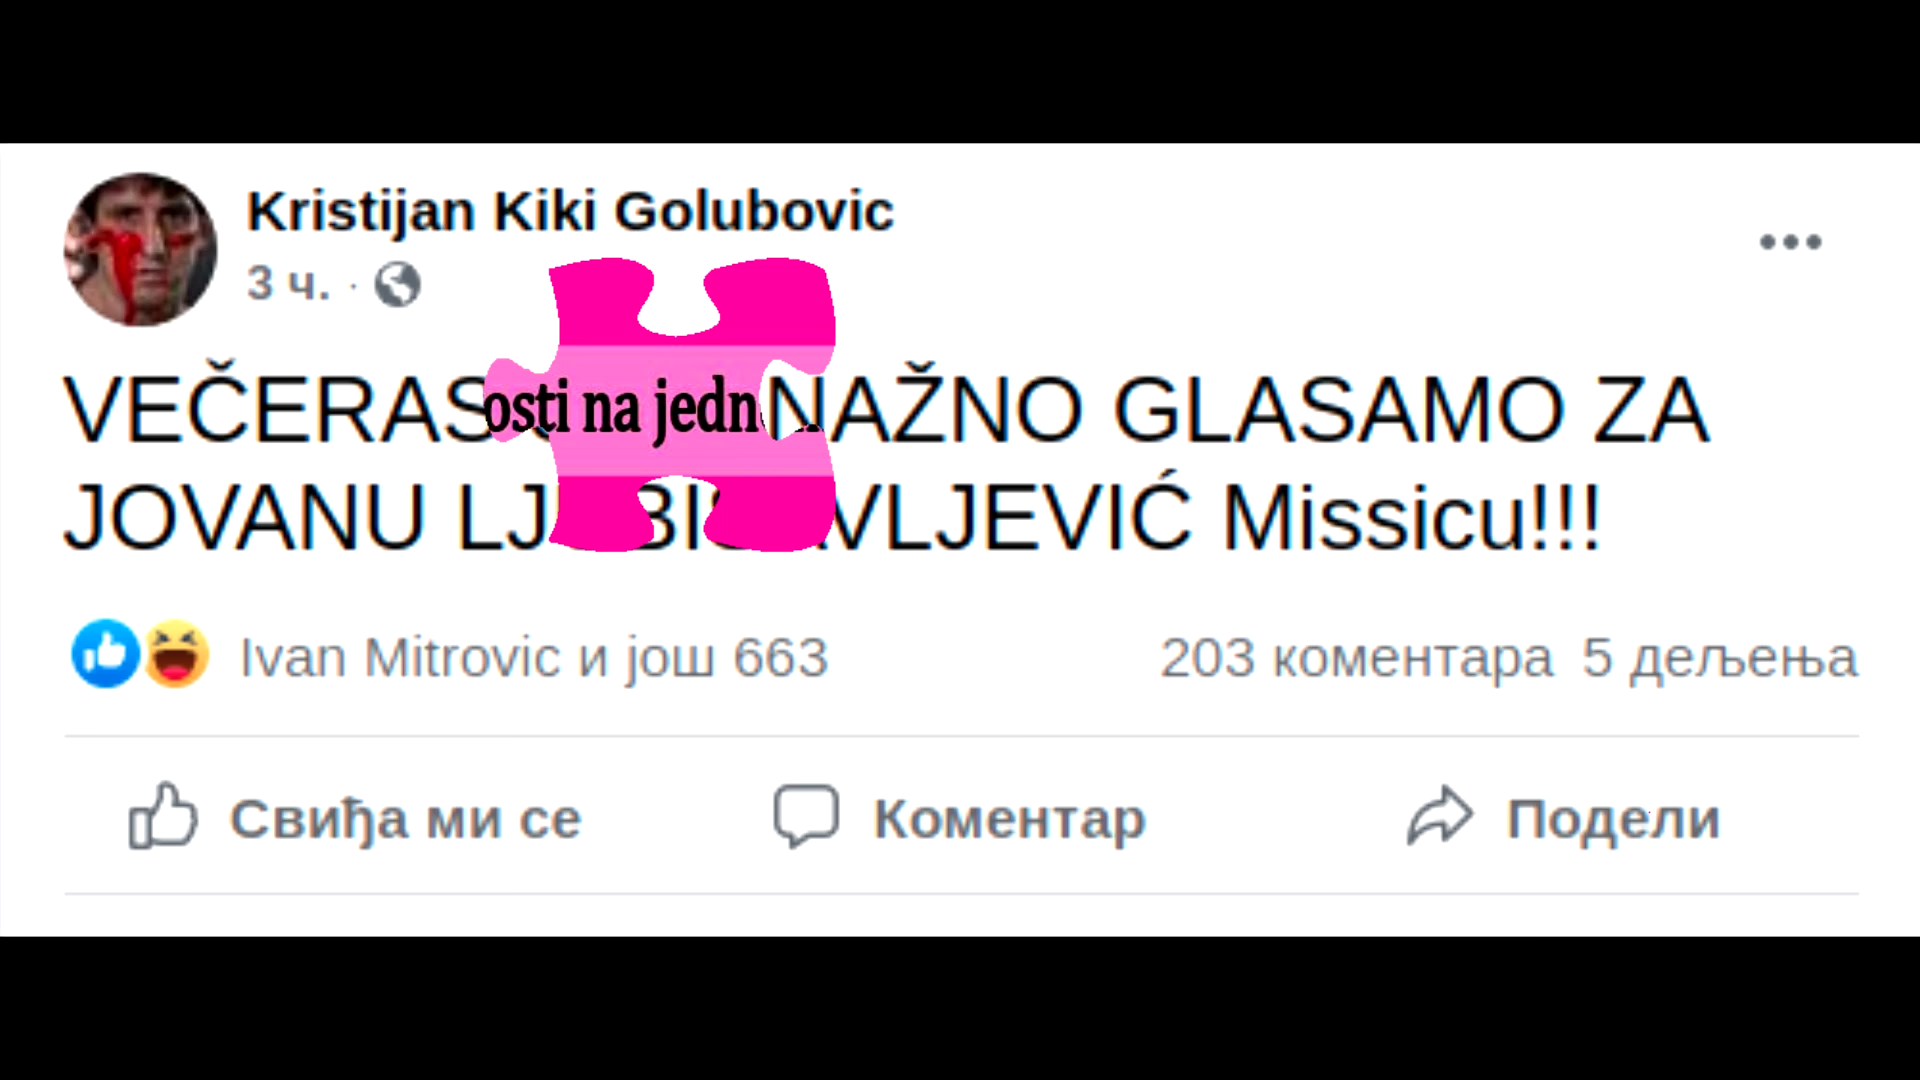 Kristijan Kiki Golubovic
3 ч.
VEČERAS osti na jedn NAŽNO GLASAMO ZA
JOVANU VLJEVIĆ Missicu!!!
Ivan Mitrovic и још 663
203 коментара 5 дељења
Свиђа ми се
Коментар
Подели